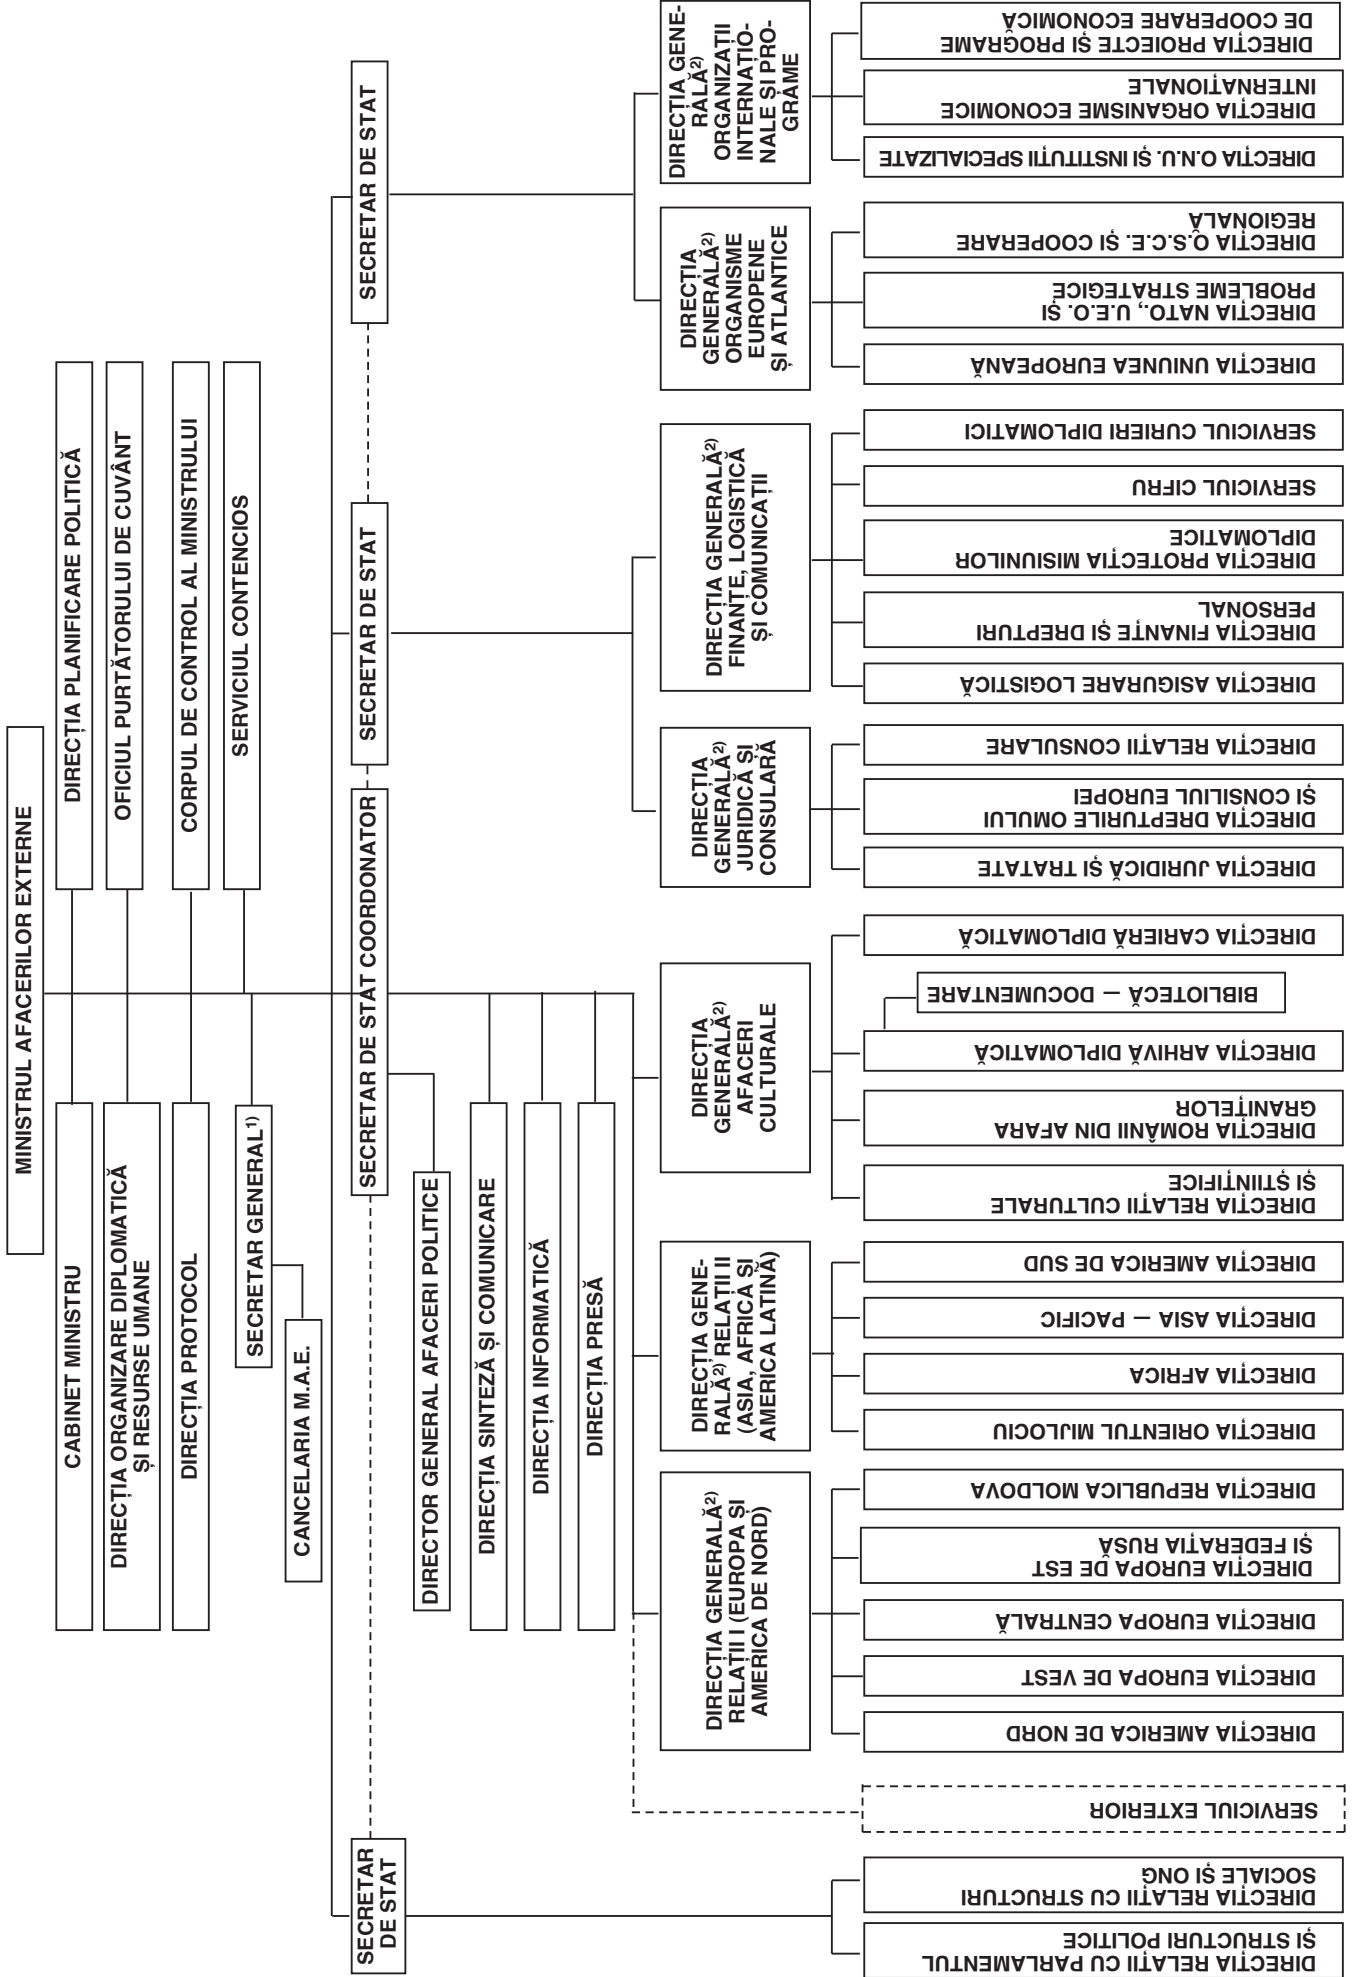 MINISTRUL AFACERILOR EXTERNE
CABINET MINISTRU
DIRECȚIA PLANIFICARE POLITICĂ
DIRECȚIA ORGANIZARE DIPLOMATICĂ
ȘI RESURSE UMANE
OFICIUL PURTĂTORULUI DE CUVÂNT
DIRECȚIA PROTOCOL
CORPUL DE CONTROL AL MINISTRULUI
SECRETAR GENERAL1)
SERVICIUL CONTENCIOS
CANCELARIA M.A.E.
SECRETAR
DE STAT
SECRETAR DE STAT COORDONATOR
SECRETAR DE STAT
SECRETAR DE STAT
DIRECTOR GENERAL AFACERI POLITICE
DIRECȚIA SINTEZĂ ȘI COMUNICARE
DIRECȚIA INFORMATICĂ
DIRECȚIA PRESĂ
DIRECȚIA GENERALĂ2)
RELAȚII I (EUROPA ȘI
AMERICA DE NORD)
DIRECȚIA GENE-
RALĂ2) RELAȚII II
(ASIA, AFRICA ȘI
AMERICA LATINĂ)
DIRECȚIA
GENERALĂ2)
AFACERI
CULTURALE
DIRECȚIA
GENERALĂ2)
JURIDICĂ ȘI
CONSULARĂ
DIRECȚIA GENERALĂ2)
FINANȚE, LOGISTICĂ
ȘI COMUNICAȚII
DIRECȚIA
GENERALĂ2)
ORGANISME
EUROPENE
ȘI ATLANTICE
DIRECȚIA GENE-
RALĂ2)
ORGANIZAȚII
INTERNAȚIO-
NALE ȘI PRO-
GRAME
DIRECȚIA RELAȚII CU PARLAMENTUL
ȘI STRUCTURI POLITICE
DIRECȚIA RELAȚII CU STRUCTURI
SOCIALE ȘI ONG
SERVICIUL EXTERIOR
DIRECȚIA AMERICA DE NORD
DIRECȚIA EUROPA DE VEST
DIRECȚIA EUROPA CENTRALĂ
DIRECȚIA EUROPA DE EST
ȘI FEDERAȚIA RUSĂ
DIRECȚIA REPUBLICA MOLDOVA
DIRECȚIA ORIENTUL MIJLOCIU
DIRECȚIA AFRICA
DIRECȚIA ASIA — PACIFIC
DIRECȚIA AMERICA DE SUD
DIRECȚIA RELAȚII CULTURALE
ȘI ȘTIINȚIFICE
DIRECȚIA ROMÂNII DIN AFARA
GRANIȚELOR
DIRECȚIA ARHIVĂ DIPLOMATICĂ
BIBLIOTECĂ — DOCUMENTARE
DIRECȚIA CARIERĂ DIPLOMATICĂ
DIRECȚIA JURIDICĂ ȘI TRATATE
DIRECȚIA DREPTURILE OMULUI
ȘI CONSILIUL EUROPEI
DIRECȚIA RELAȚII CONSULARE
DIRECȚIA ASIGURARE LOGISTICĂ
DIRECȚIA FINANȚE ȘI DREPTURI
PERSONAL
DIRECȚIA PROTECȚIA MISIUNILOR
DIPLOMATICE
SERVICIUL CIFRU
SERVICIUL CURIERI DIPLOMATICI
DIRECȚIA UNIUNEA EUROPEANĂ
DIRECȚIA NATO., U.E.O. ȘI
PROBLEME STRATEGICE
DIRECȚIA O.S.C.E. ȘI COOPERARE
REGIONALĂ
DIRECȚIA O.N.U. ȘI INSTITUȚII SPECIALIZATE
DIRECȚIA ORGANISME ECONOMICE
INTERNAȚIONALE
DIRECȚIA PROIECTE ȘI PROGRAME
DE COOPERARE ECONOMICĂ